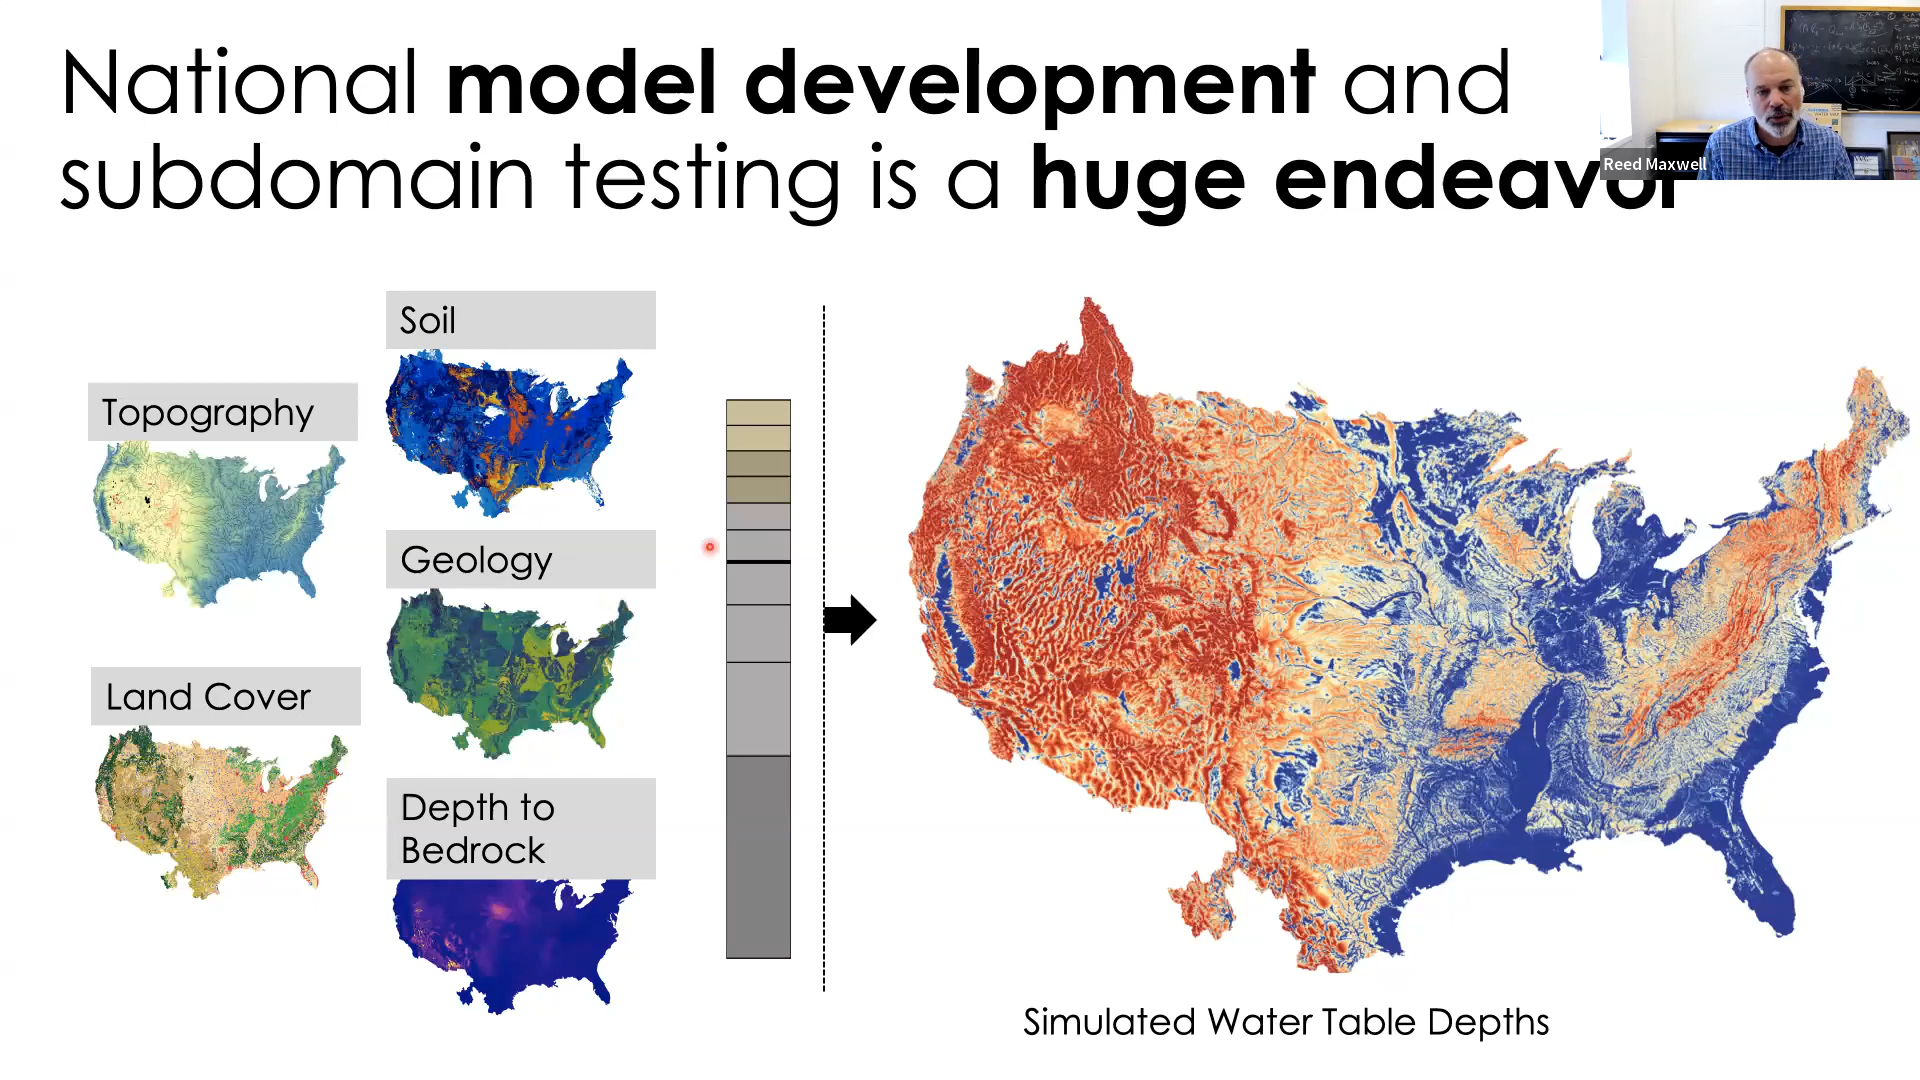 National model development and
subdomain testing is a huge endeavor
Reed Maxwell
Soil
Topography
Geology
Land Cover
Depth to
Bedrock
Simulated Water Table Depths